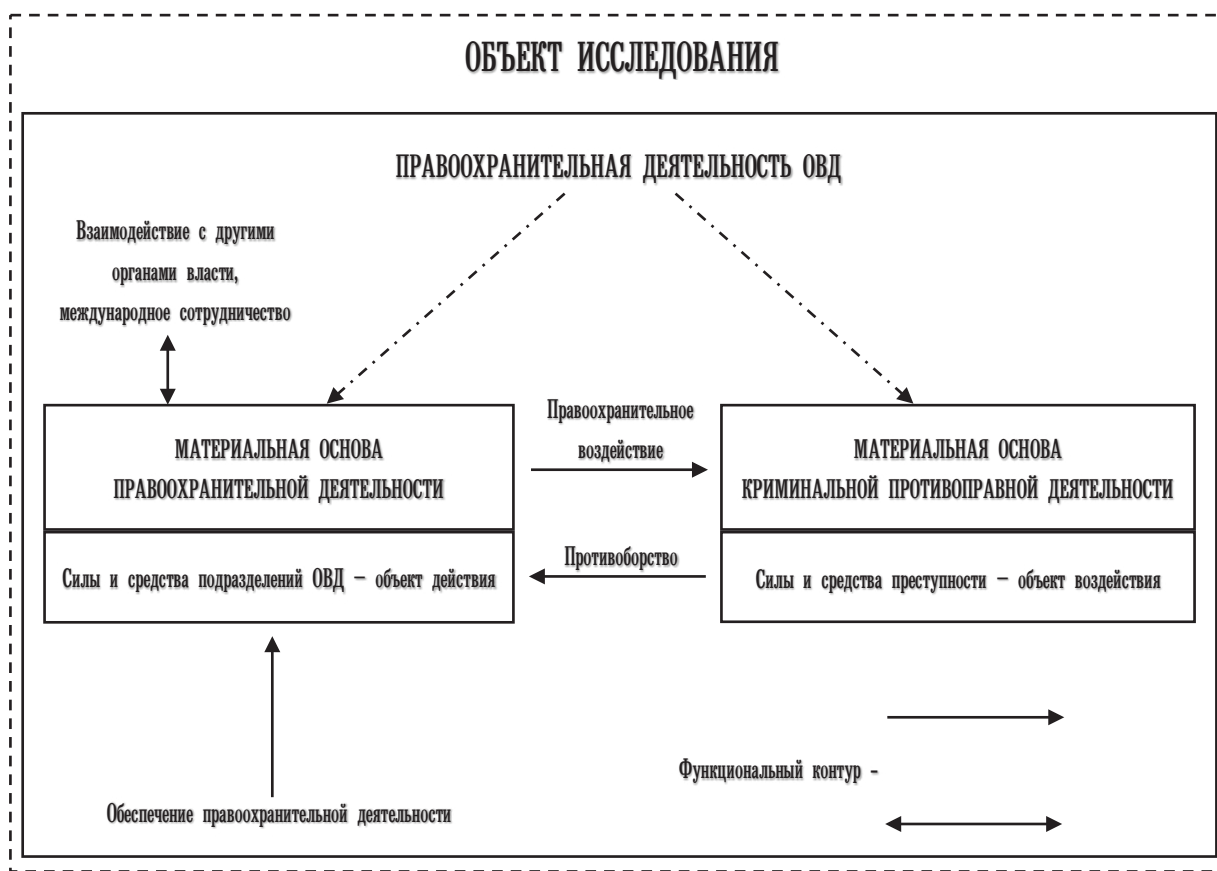 ОБЪЕКТ ИССЛЕДОВАНИЯ
ПРАВООХРАНИТЕЛЬНАЯ ДЕЯТЕЛЬНОСТЬ ОВД
Взаимодействие с другими
органами власти,
международное сотрудничество
МАТЕРИАЛЬНАЯ ОСНОВА
ПРАВООХРАНИТЕЛЬНОЙ ДЕЯТЕЛЬНОСТИ
Силы и средства подразделений ОВД – объект действия
Правоохранительное
воздействие
Противоборство
МАТЕРИАЛЬНАЯ ОСНОВА
КРИМИНАЛЬНОЙ ПРОТИВОПРАВНОЙ ДЕЯТЕЛЬНОСТИ
Силы и средства преступности – объект воздействия
Обеспечение правоохранительной деятельности
Функциональный контур -